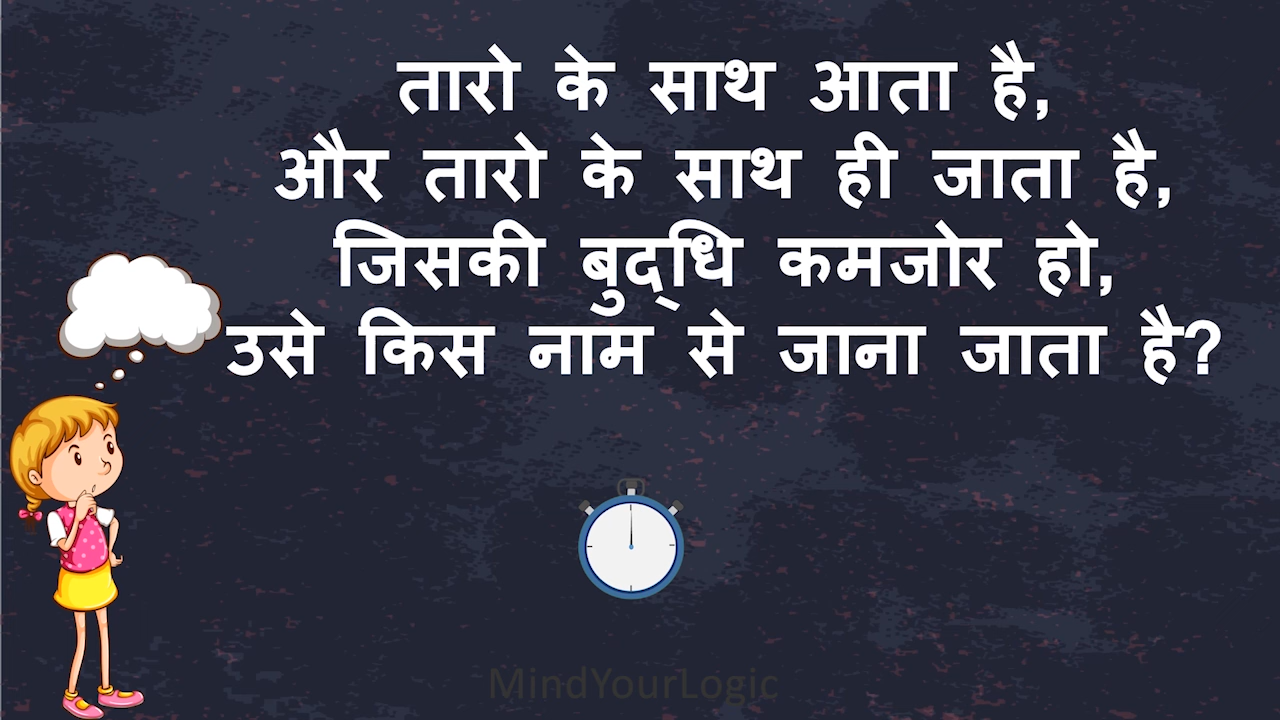 तारो के साथ आता है,
और तारो के साथ ही जाता है,
जिसकी बुद्‌धि कमजोर हो,
उसे किस नाम से जाना जाता है?
MindYourLogic